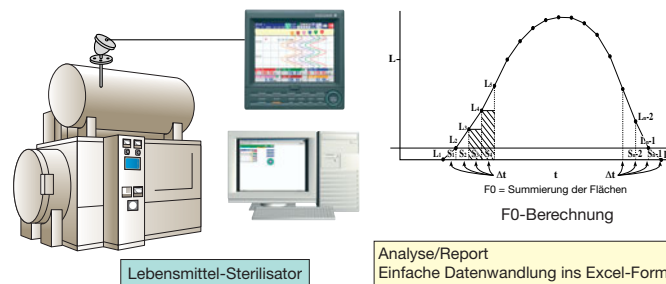 L
L₁
L₂
L₃
L₄
L₅
Lₙ-2
Lₙ-1
S₁
S₂
Sₙ-2
Sₙ-1
Δt
t
Δt
F0 = Summierung der Flächen
F0-Berechnung
Lebensmittel-Sterilisator
Analyse/Report
Einfache Datenwandlung ins Excel-Form